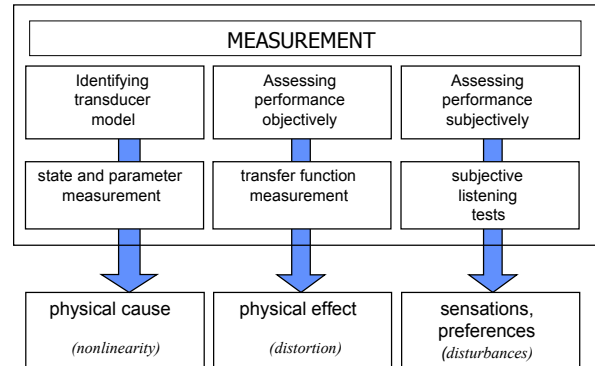 MEASUREMENT
Identifying
transducer
model
Assessing
performance
objectively
Assessing
performance
subjectively
state and parameter
measurement
transfer function
measurement
subjective
listening
tests
physical cause
(nonlinearity)
physical effect
(distortion)
sensations,
preferences
(disturbances)